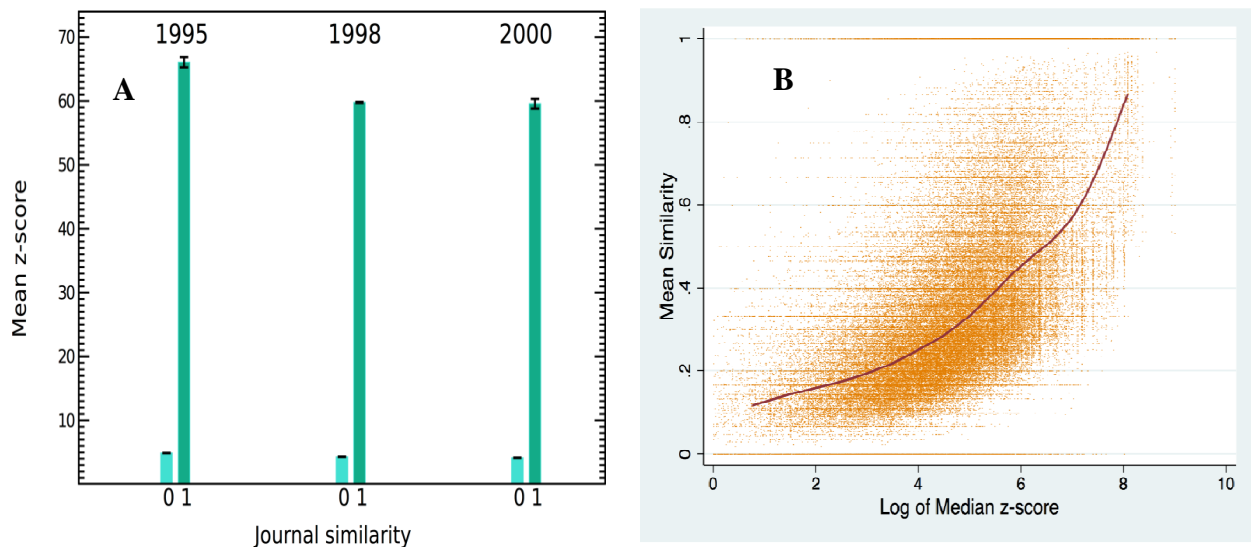 A
1995 1998 2000
70
60
50
40
30
20
10
Mean z-score
0 1 0 1 0 1
Journal similarity
B
1
.8
.6
.4
.2
0
Mean Similarity
0 2 4 6 8 10
Log of Median z-score